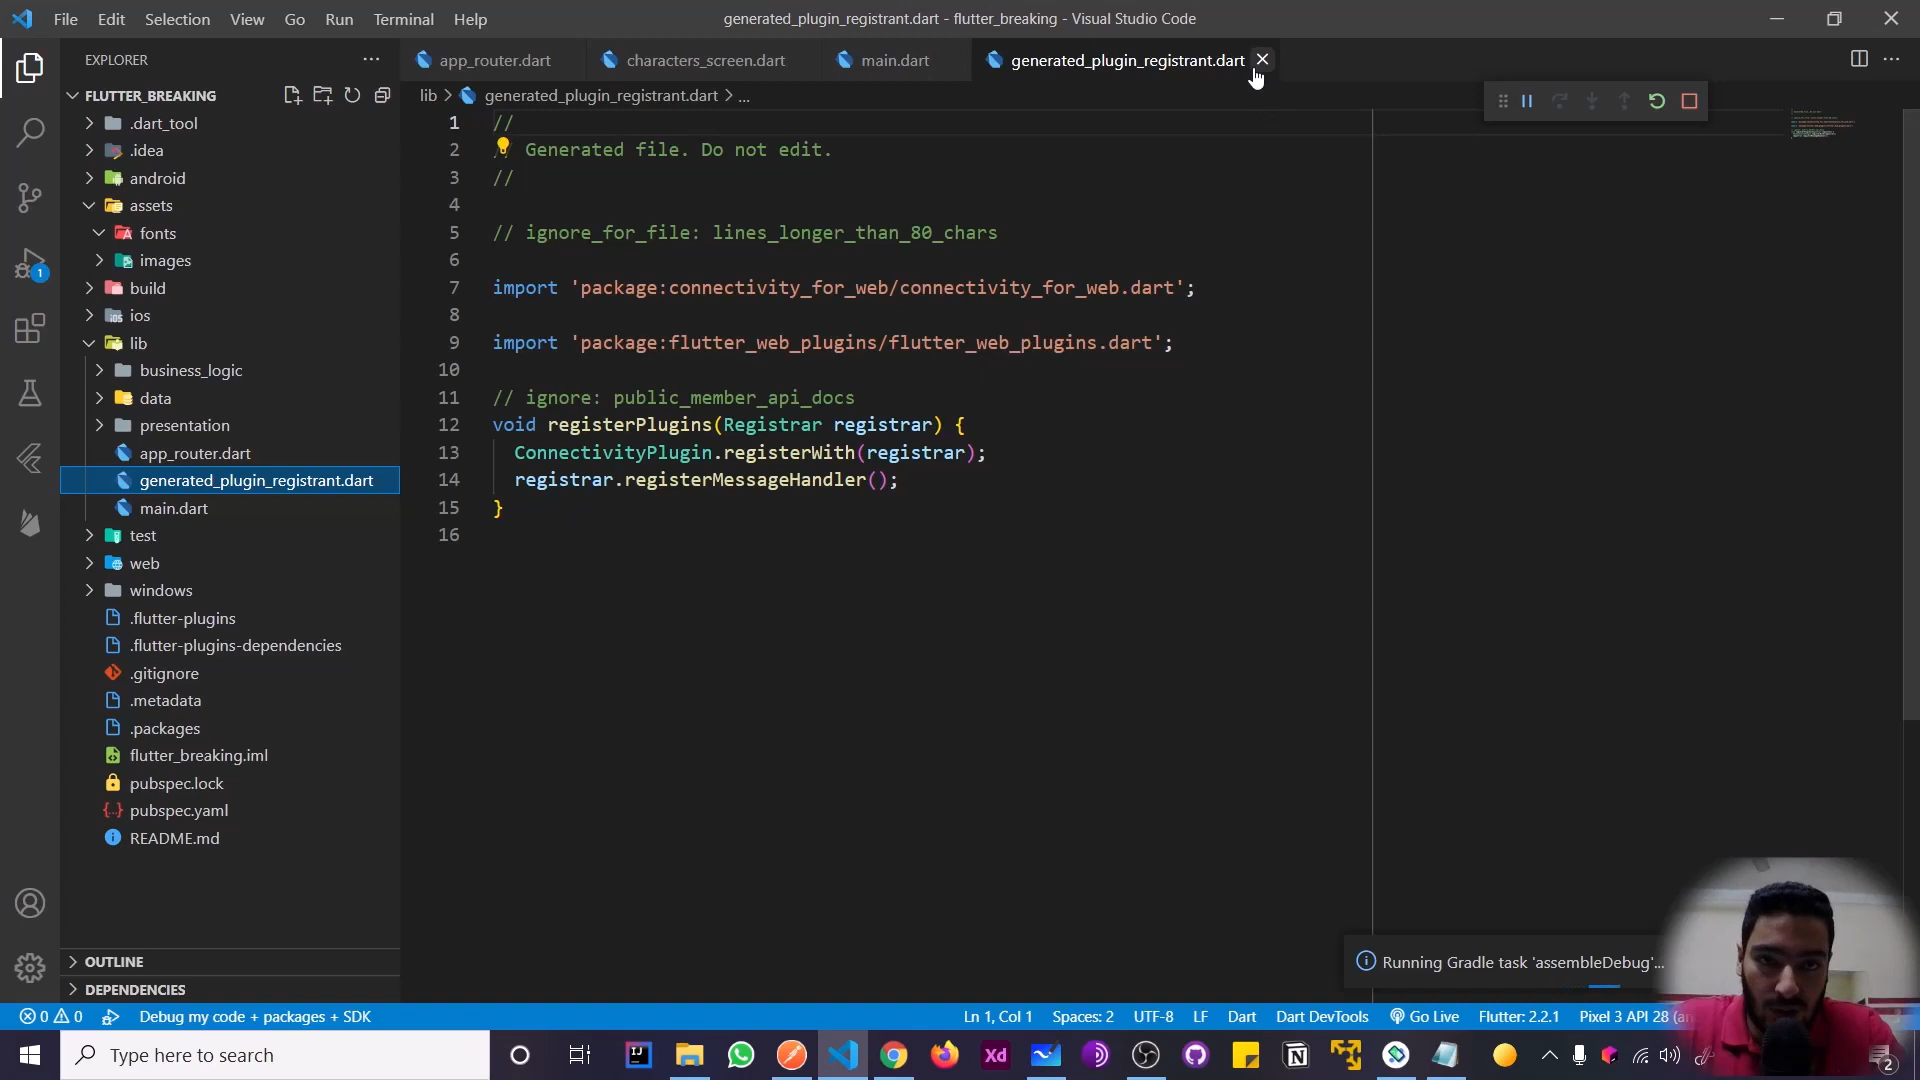 File Edit Selection View Go Run Terminal Help
generated_plugin_registrant.dart - flutter_breaking - Visual Studio Code
EXPLORER
FLUTTER_BREAKING
.dart_tool
.idea
android
assets
fonts
images
build
ios
lib
business_logic
data
presentation
app_router.dart
generated_plugin_registrant.dart
main.dart
test
web
windows
.flutter-plugins
.flutter-plugins-dependencies
.gitignore
.metadata
.packages
flutter_breaking.iml
pubspec.lock
pubspec.yaml
README.md
OUTLINE
DEPENDENCIES
app_router.dart characters_screen.dart main.dart generated_plugin_registrant.dart
lib > generated_plugin_registrant.dart > ...
1 //
2 Generated file. Do not edit.
3 //
4
5 // ignore_for_file: lines_longer_than_80_chars
6
7 import 'package:connectivity_for_web/connectivity_for_web.dart';
8
9 import 'package:flutter_web_plugins/flutter_web_plugins.dart';
10
11 // ignore: public_member_api_docs
12 void registerPlugins(Registrar registrar) {
13 ConnectivityPlugin.registerWith(registrar);
14 registrar.registerMessageHandler();
15 }
16
Running Gradle task 'assembleDebug'...
0 0 Debug my code + packages + SDK Ln 1, Col 1 Spaces: 2 UTF-8 LF Dart Dart DevTools Go Live Flutter: 2.2.1 Pixel 3 API 28
Type here to search
1
2
IJ
Xd